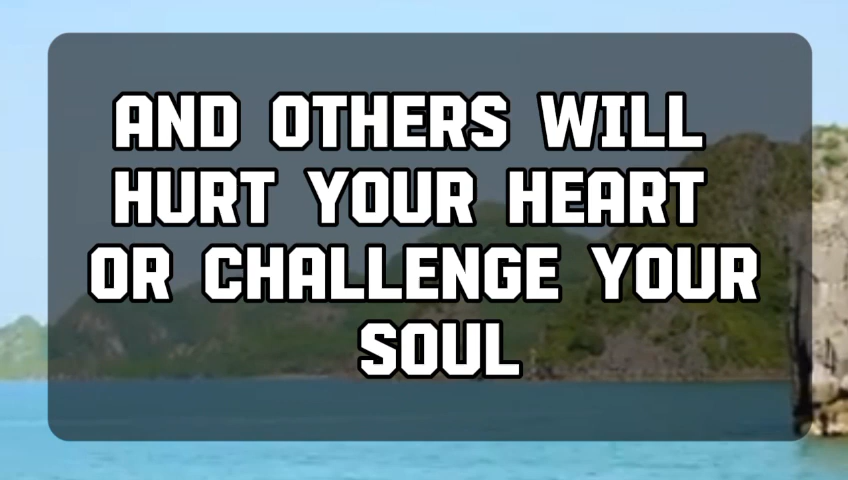 AND OTHERS WILL
HURT YOUR HEART
OR CHALLENGE YOUR
SOUL